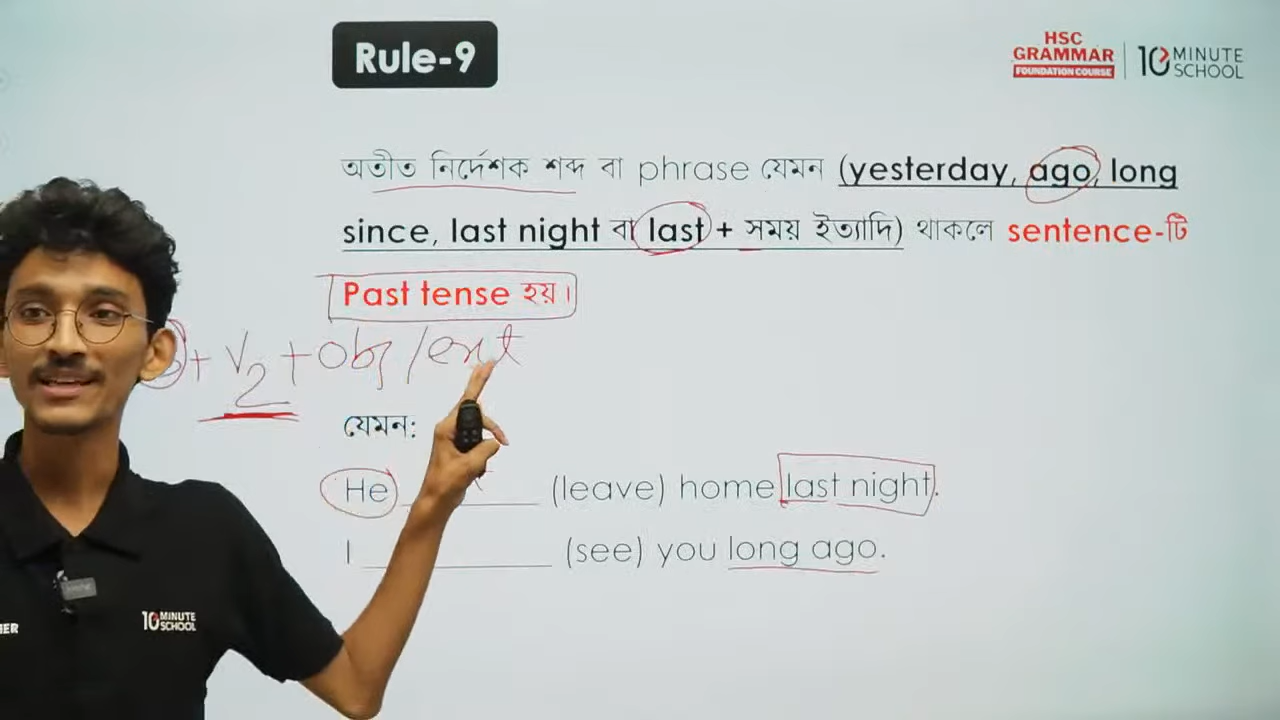 Rule-9
HSC
GRAMMAR
FOUNDATION COURSE
10 MINUTE
SCHOOL
অতীত নির্দেশক শব্দ বা phrase যেমন (yesterday, ago, long
since, last night বা last + সময় ইত্যাদি) থাকলে sentence-টি
Past tense হয়।
+ V2 + obj / ext
যেমন:
He ________ (leave) home last night.
I ___________ (see) you long ago.
10 MINUTE
SCHOOL